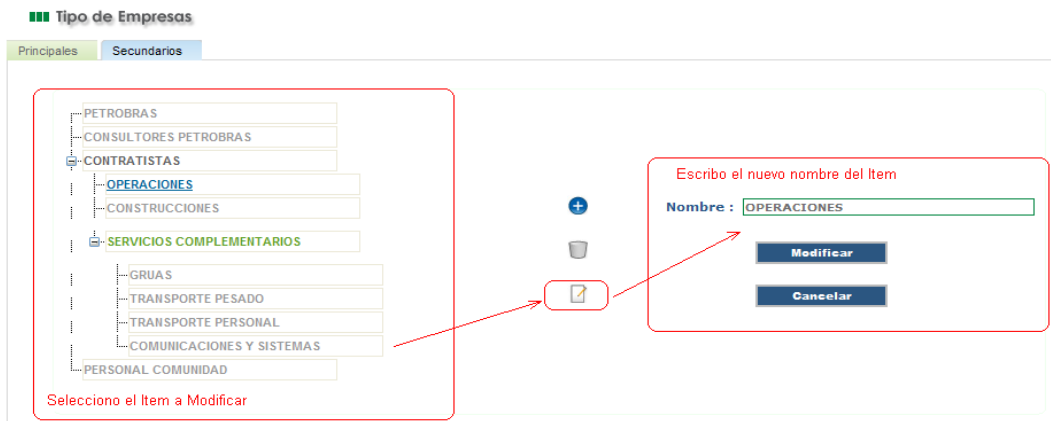 Tipo de Empresas
Principales
Secundarios
PETROBRAS
CONSULTORES PETROBRAS
CONTRATISTAS
OPERACIONES
CONSTRUCCIONES
SERVICIOS COMPLEMENTARIOS
GRUAS
TRANSPORTE PESADO
TRANSPORTE PERSONAL
COMUNICACIONES Y SISTEMAS
PERSONAL COMUNIDAD
Selecciono el Item a Modificar
Escribo el nuevo nombre del Item
Nombre : OPERACIONES
Modificar
Cancelar